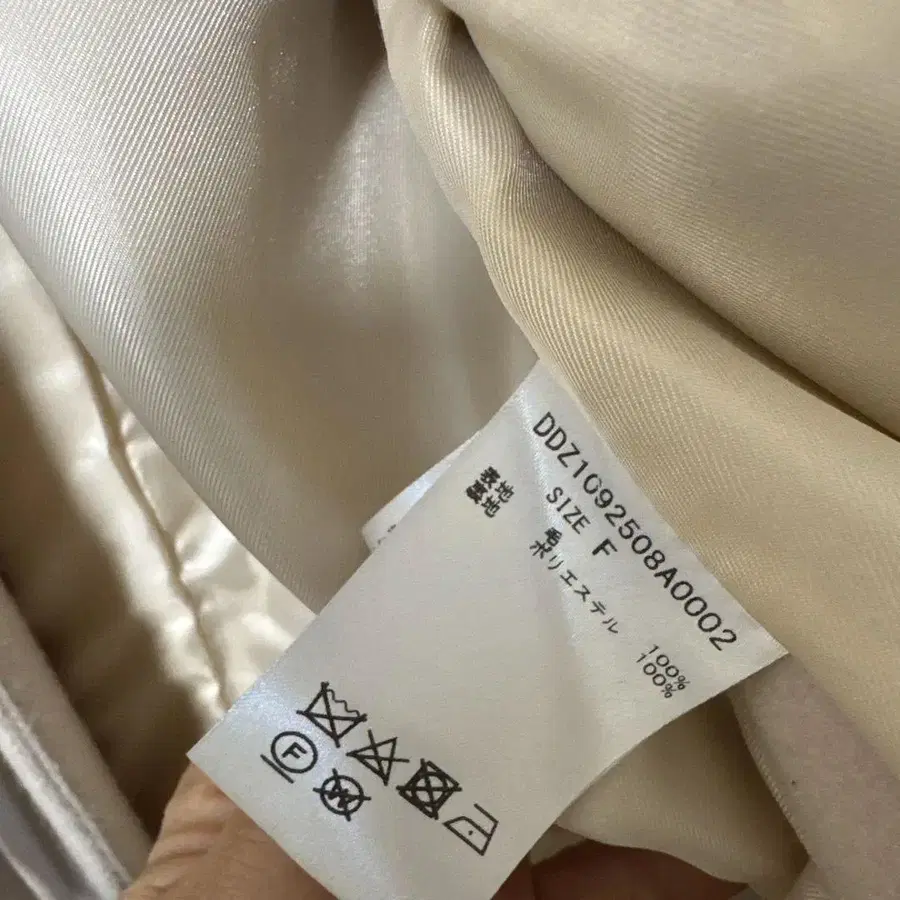 DDZ1092508A0002
SIZE F
表地 毛 100%
裏地 ポリエステル 100%
F W